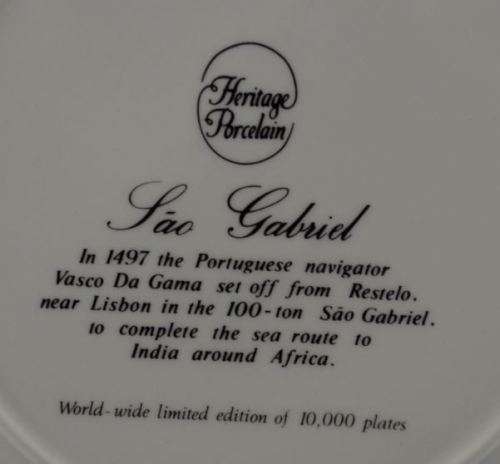 Heritage
Porcelain
São Gabriel
In 1497 the Portuguese navigator
Vasco Da Gama set off from Restelo.
near Lisbon in the 100-ton São Gabriel.
to complete the sea route to
India around Africa.
World-wide limited edition of 10,000 plates